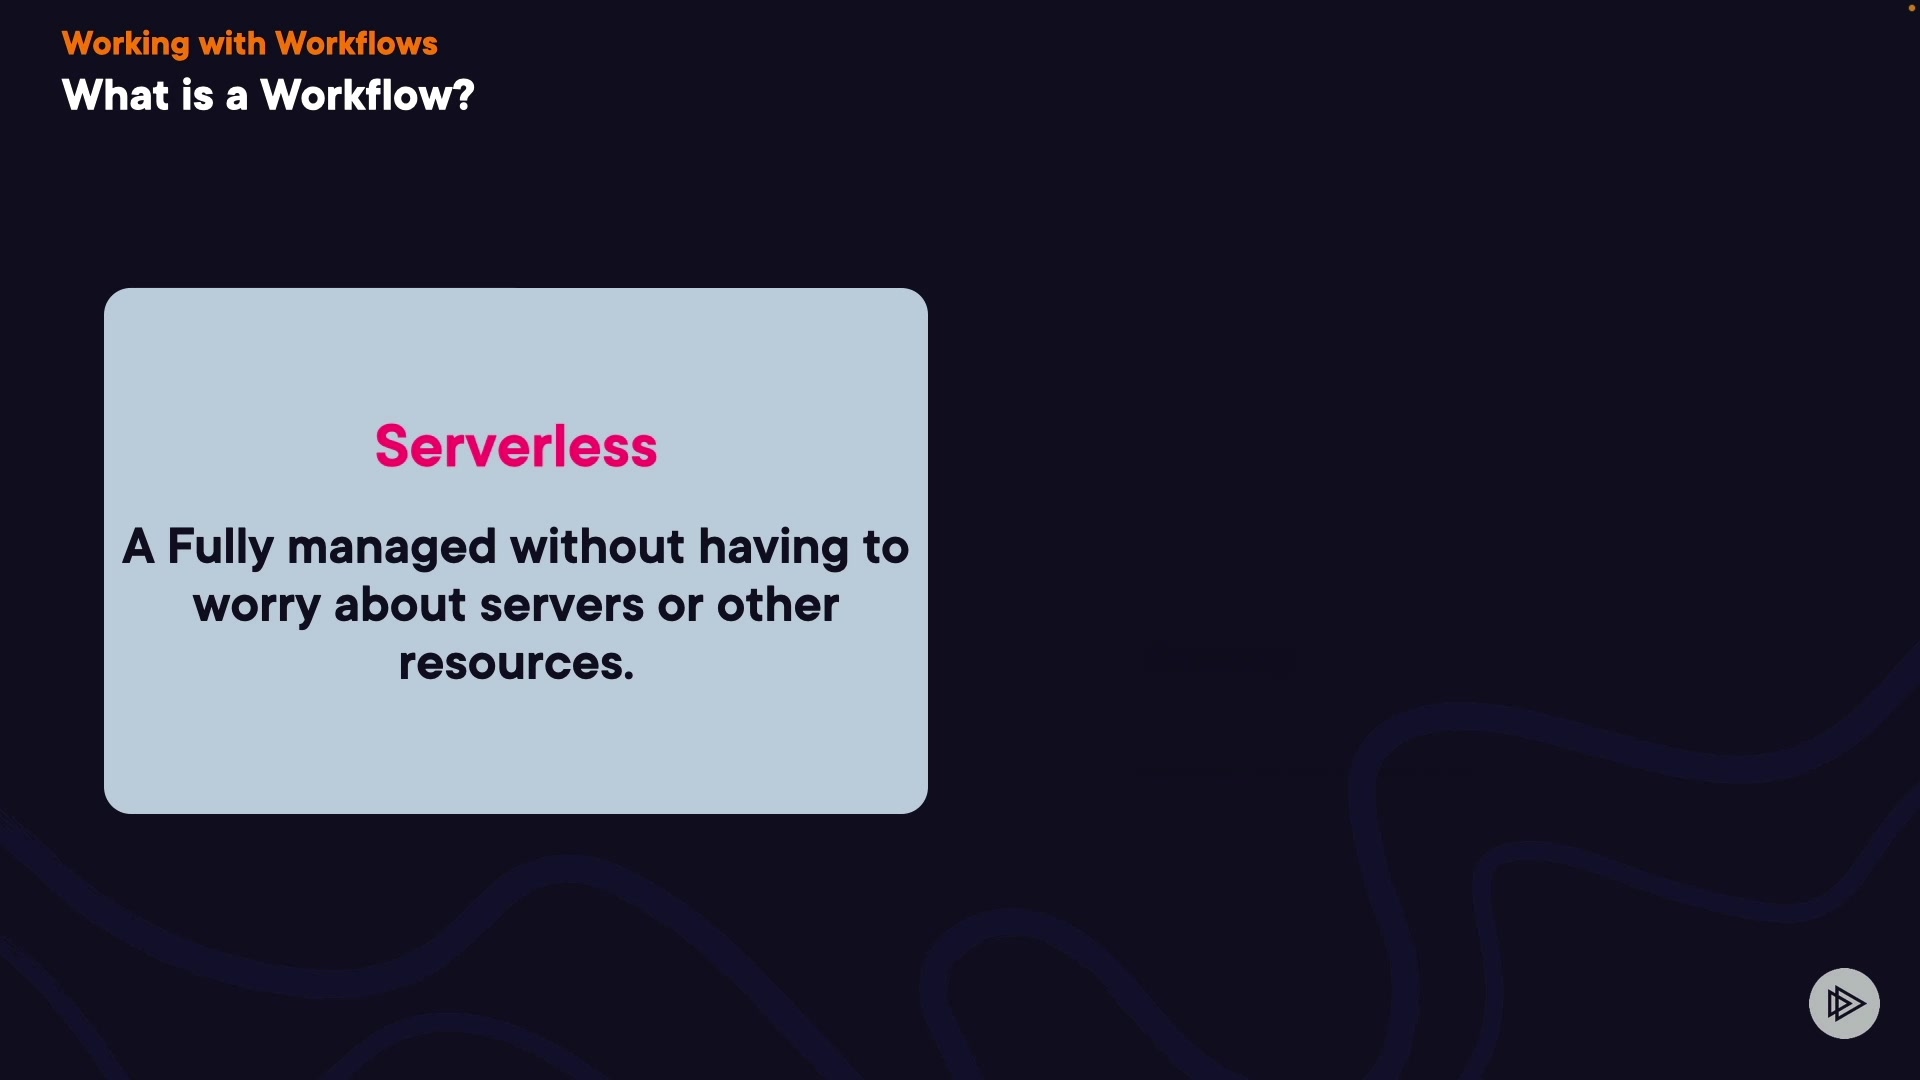 Working with Workflows
What is a Workflow?
Serverless
A Fully managed without having to
worry about servers or other
resources.